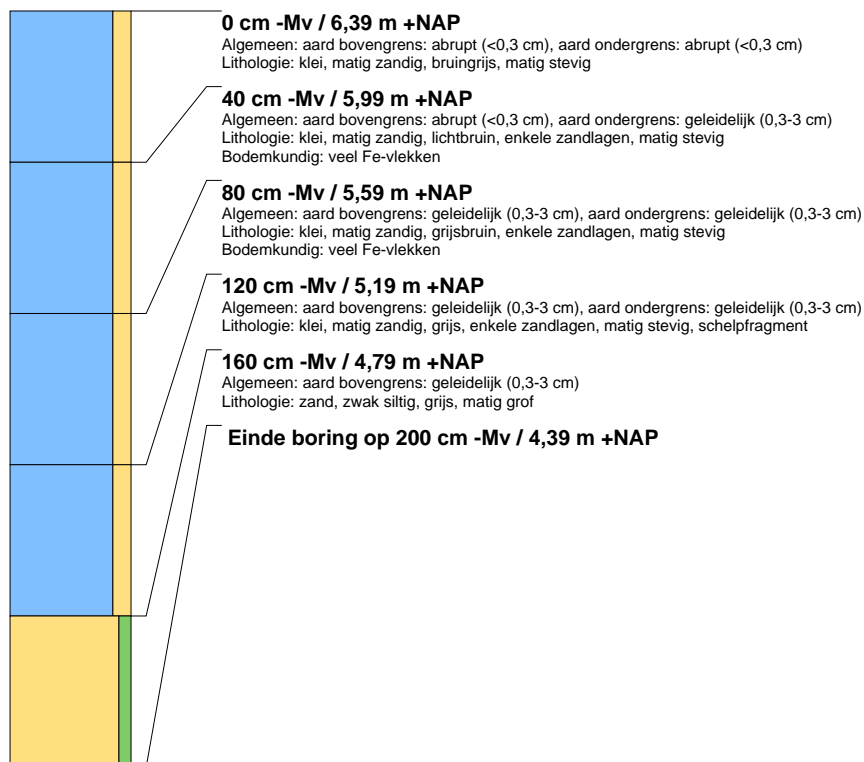 0 cm -Mv / 6,39 m +NAP
Algemeen: aard bovengrens: abrupt (<0,3 cm), aard ondergrens: abrupt (<0,3 cm)
Lithologie: klei, matig zandig, bruingrijs, matig stevig
40 cm -Mv / 5,99 m +NAP
Algemeen: aard bovengrens: abrupt (<0,3 cm), aard ondergrens: geleidelijk (0,3-3 cm)
Lithologie: klei, matig zandig, lichtbruin, enkele zandlagen, matig stevig
Bodemkundig: veel Fe-vlekken
80 cm -Mv / 5,59 m +NAP
Algemeen: aard bovengrens: geleidelijk (0,3-3 cm), aard ondergrens: geleidelijk (0,3-3 cm)
Lithologie: klei, matig zandig, grijsbruin, enkele zandlagen, matig stevig
Bodemkundig: veel Fe-vlekken
120 cm -Mv / 5,19 m +NAP
Algemeen: aard bovengrens: geleidelijk (0,3-3 cm), aard ondergrens: geleidelijk (0,3-3 cm)
Lithologie: klei, matig zandig, grijs, enkele zandlagen, matig stevig, schelpfragment
160 cm -Mv / 4,79 m +NAP
Algemeen: aard bovengrens: geleidelijk (0,3-3 cm)
Lithologie: zand, zwak siltig, grijs, matig grof
Einde boring op 200 cm -Mv / 4,39 m +NAP